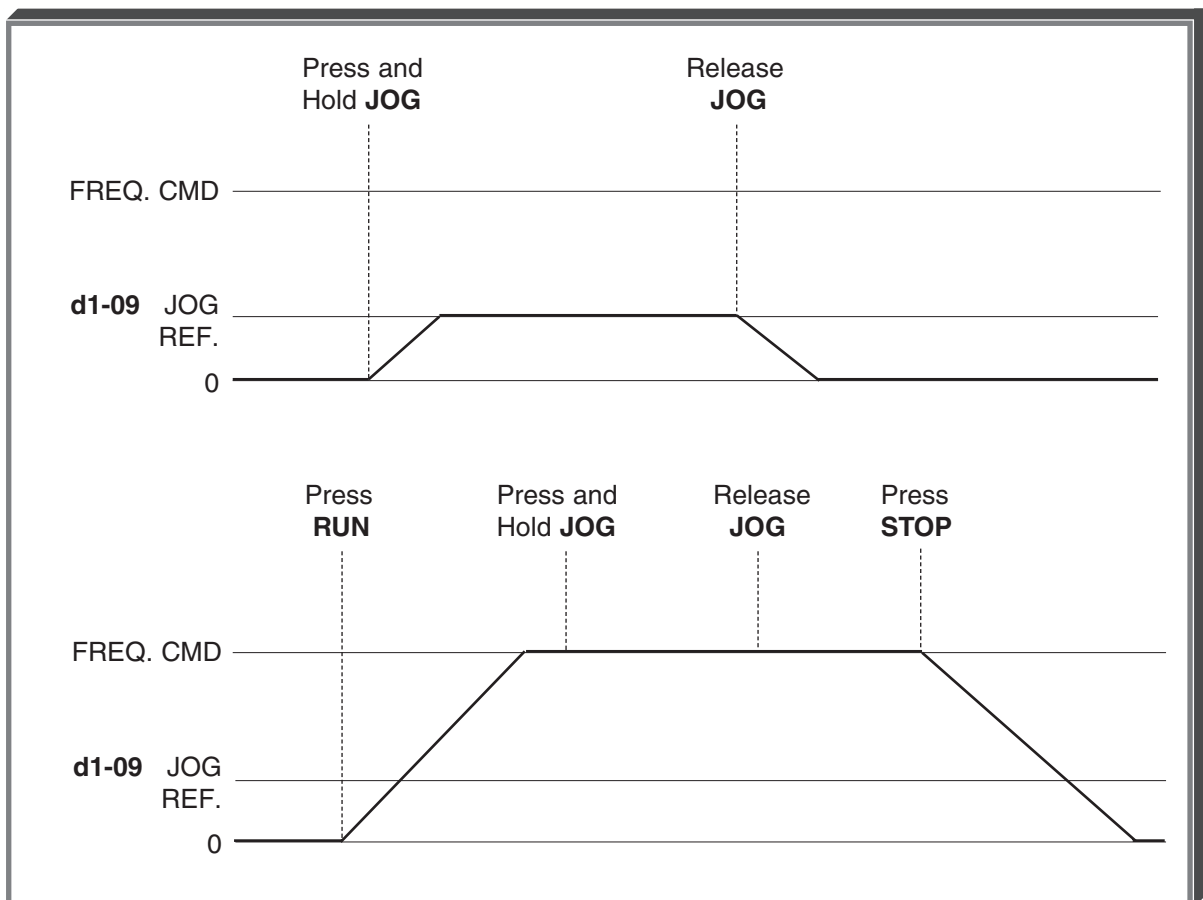 Press and
Hold JOG
Release
JOG
FREQ. CMD
d1-09 JOG
REF.
0
Press
RUN
Press and
Hold JOG
Release
JOG
Press
STOP
FREQ. CMD
d1-09 JOG
REF.
0